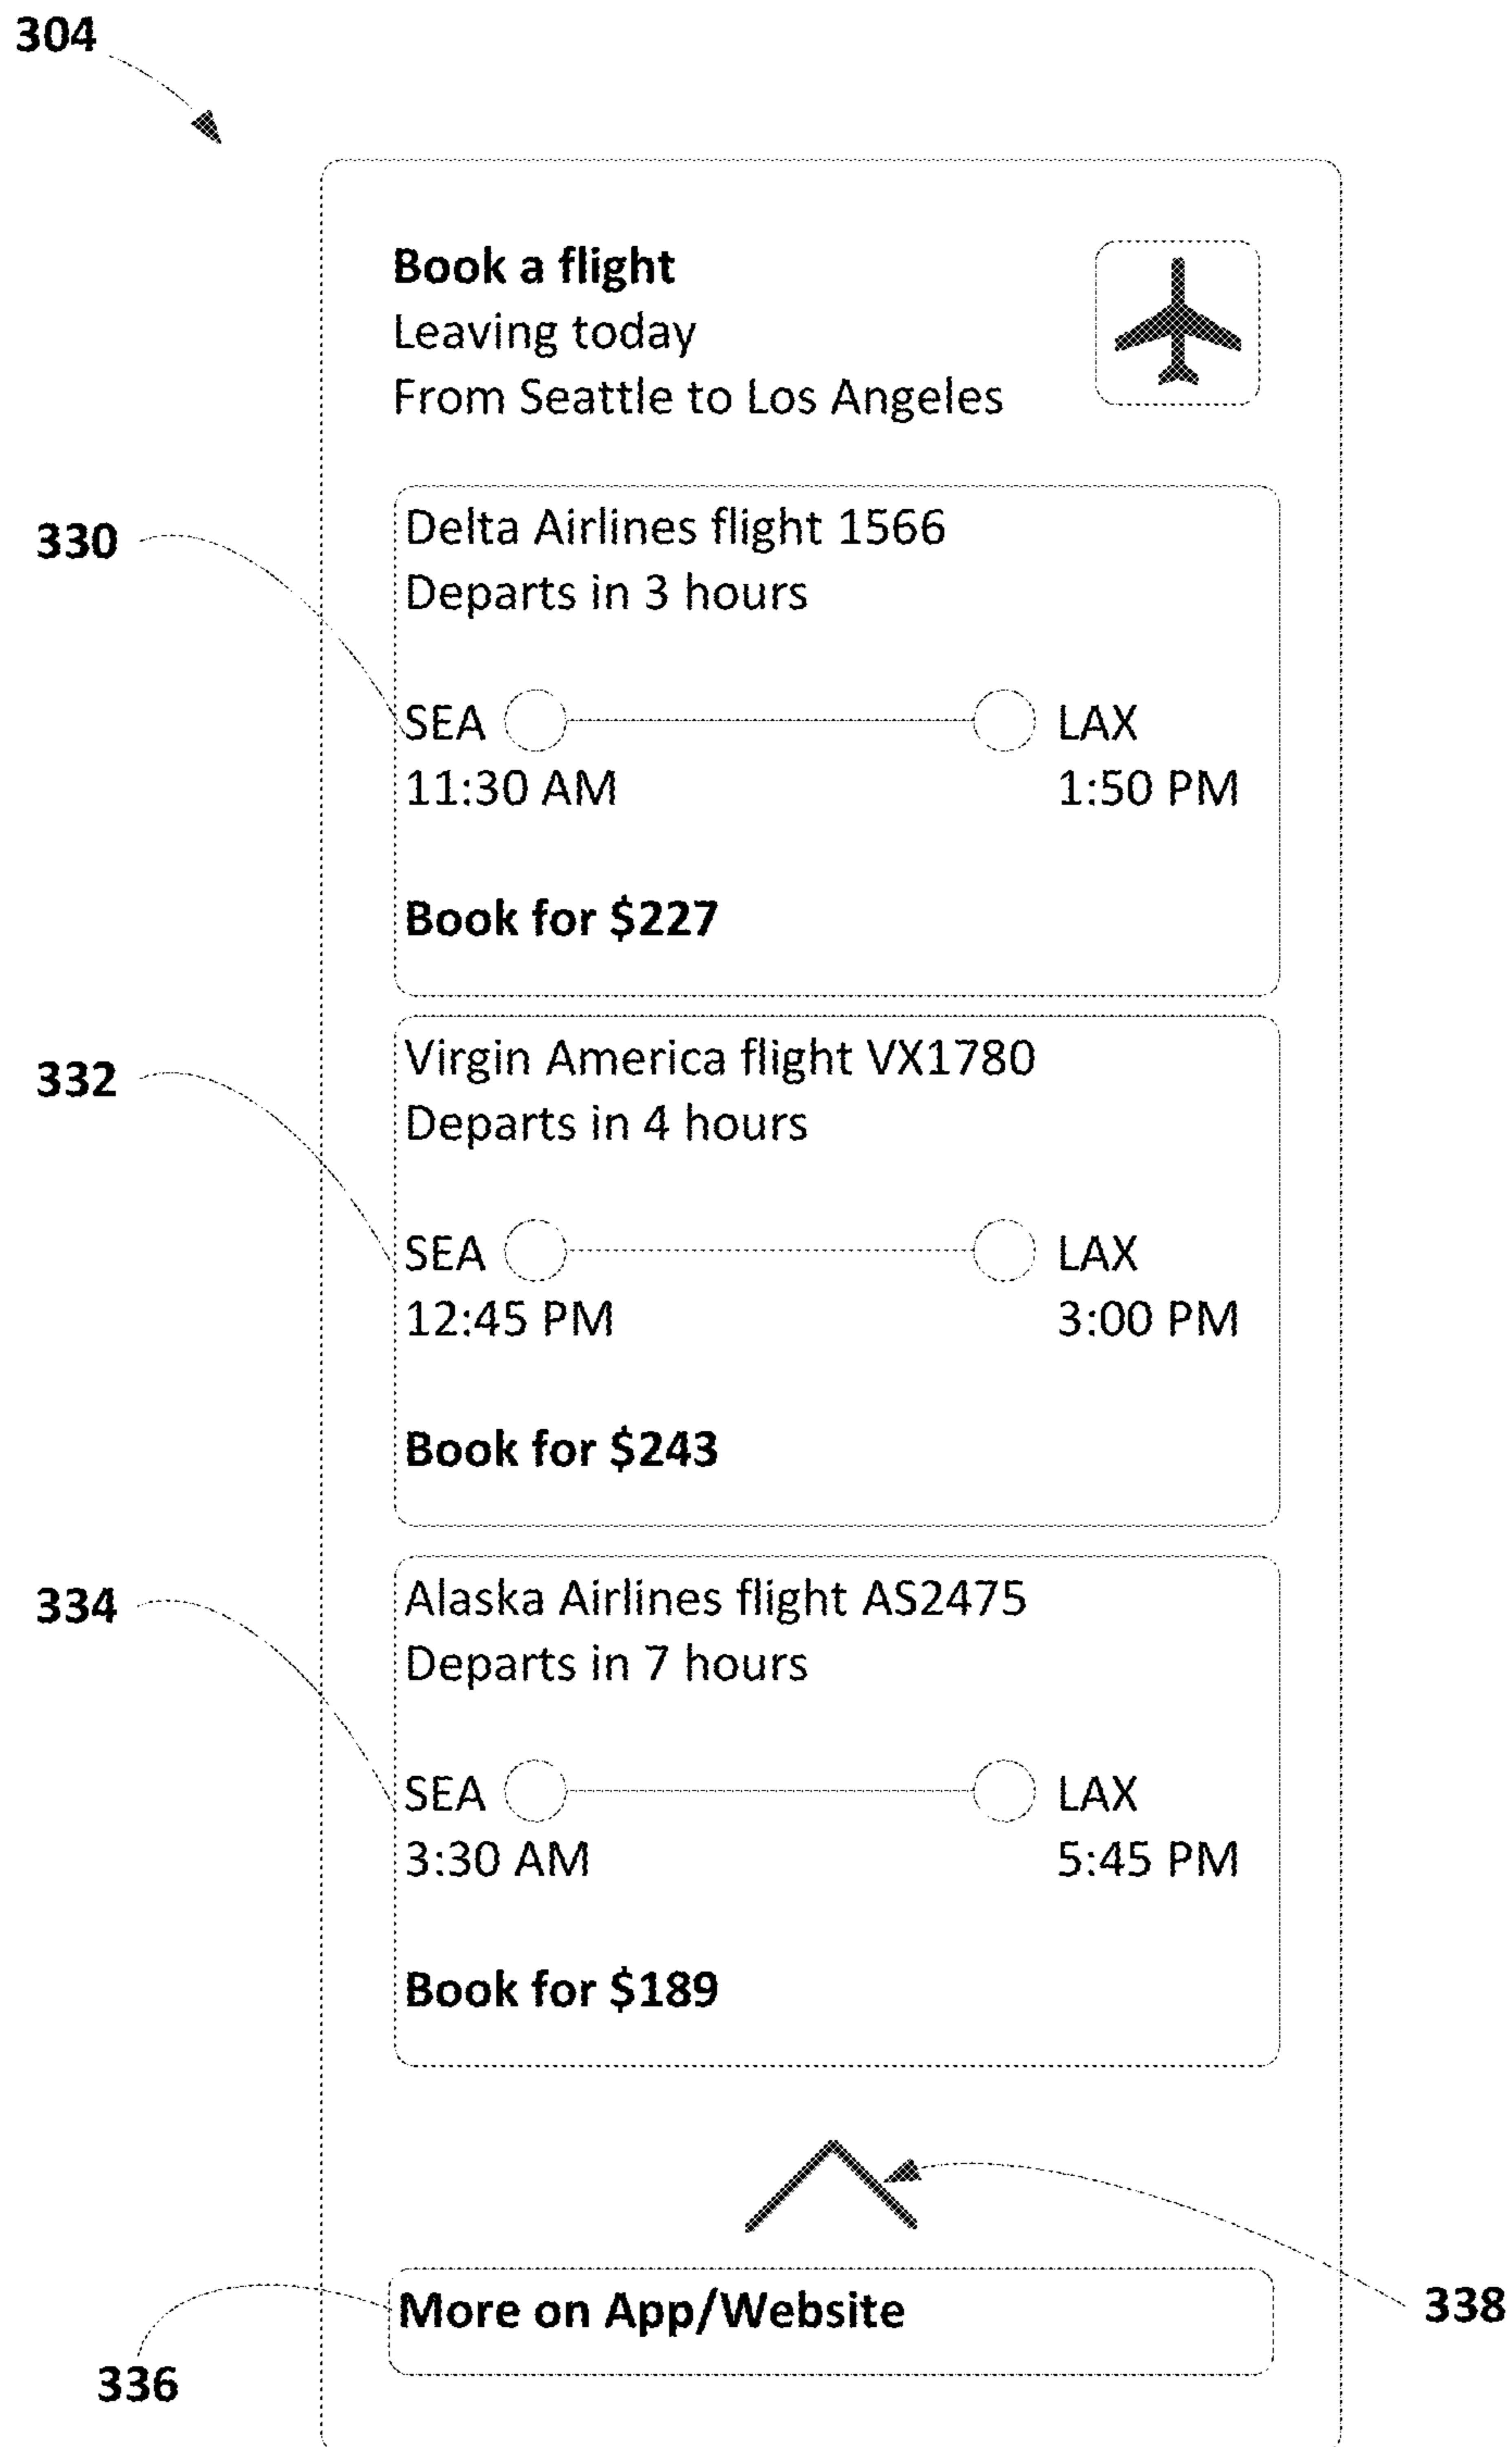 304
Book a flight
Leaving today
From Seattle to Los Angeles
330
Delta Airlines flight 1566
Departs in 3 hours
SEA LAX
11:30 AM 1:50 PM
Book for $227
332
Virgin America flight VX1780
Departs in 4 hours
SEA LAX
12:45 PM 3:00 PM
Book for $243
334
Alaska Airlines flight AS2475
Departs in 7 hours
SEA LAX
3:30 AM 5:45 PM
Book for $189
More on App/Website
338
336